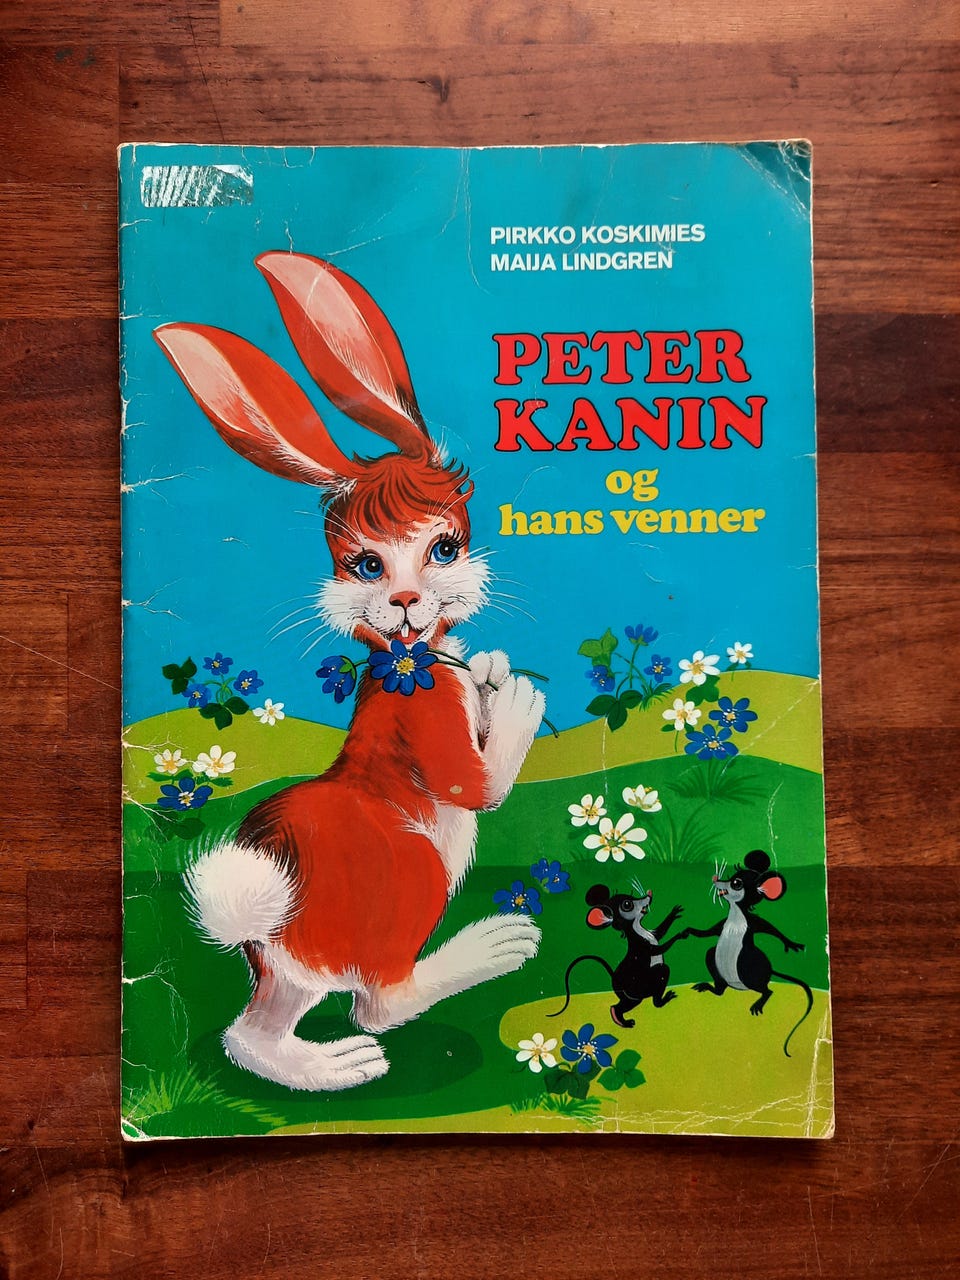 PIRKKO KOSKIMIES
MAIJA LINDGREN
PETER
KANIN
og
hans venner